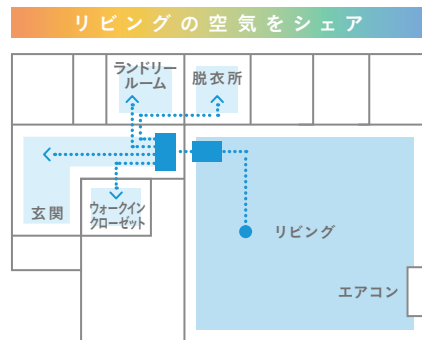 リビングの空気をシェア
ランドリー
ルーム
脱衣所
玄関
ウォークイン
クローゼット
リビング
エアコン